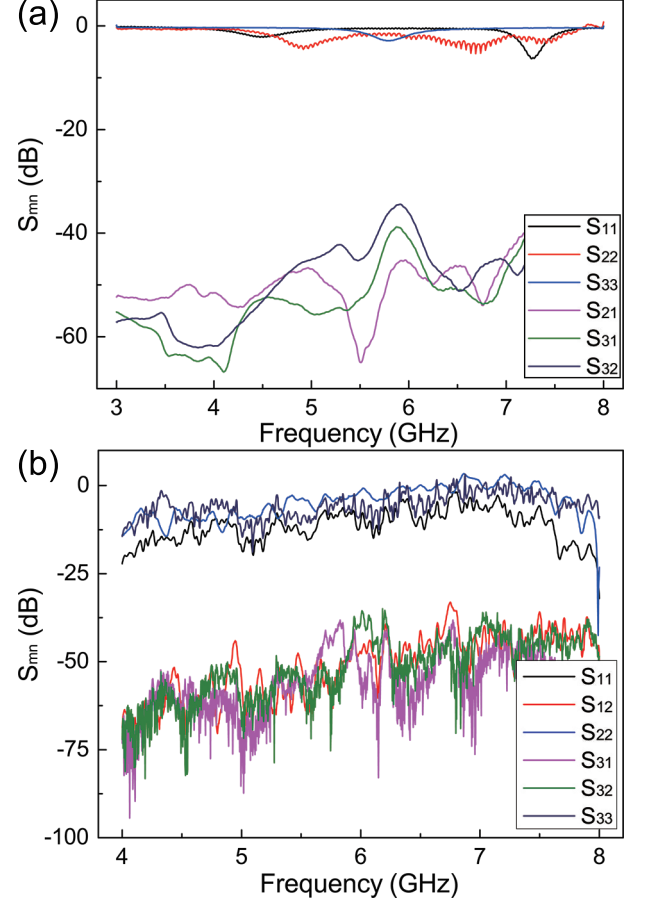 (a)
0
-20
-40
-60
Smn (dB)
S11
S22
S33
S21
S31
S32
3 4 5 6 7 8
Frequency (GHz)
(b)
0
-25
-50
-75
-100
Smn (dB)
S11
S12
S22
S31
S32
S33
4 5 6 7 8
Frequency (GHz)